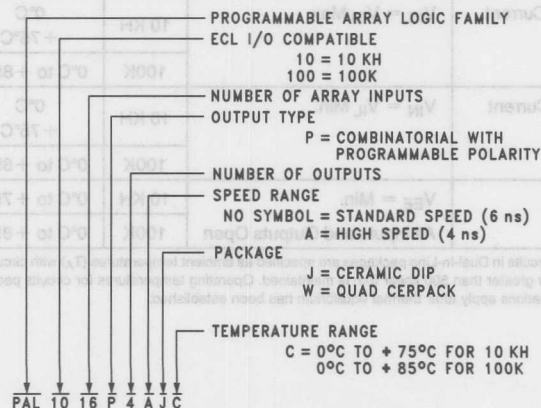 PROGRAMMABLE ARRAY LOGIC FAMILY
ECL I/O COMPATIBLE
10 = 10 KH
100 = 100K
NUMBER OF ARRAY INPUTS
OUTPUT TYPE
P = COMBINATORIAL WITH
PROGRAMMABLE POLARITY
NUMBER OF OUTPUTS
SPEED RANGE
NO SYMBOL = STANDARD SPEED (6 ns)
A = HIGH SPEED (4 ns)
PACKAGE
J = CERAMIC DIP
W = QUAD CERPACK
TEMPERATURE RANGE
C = 0°C TO + 75°C FOR 10 KH
0°C TO + 85°C FOR 100K
PAL 10 16 P 4 A J C